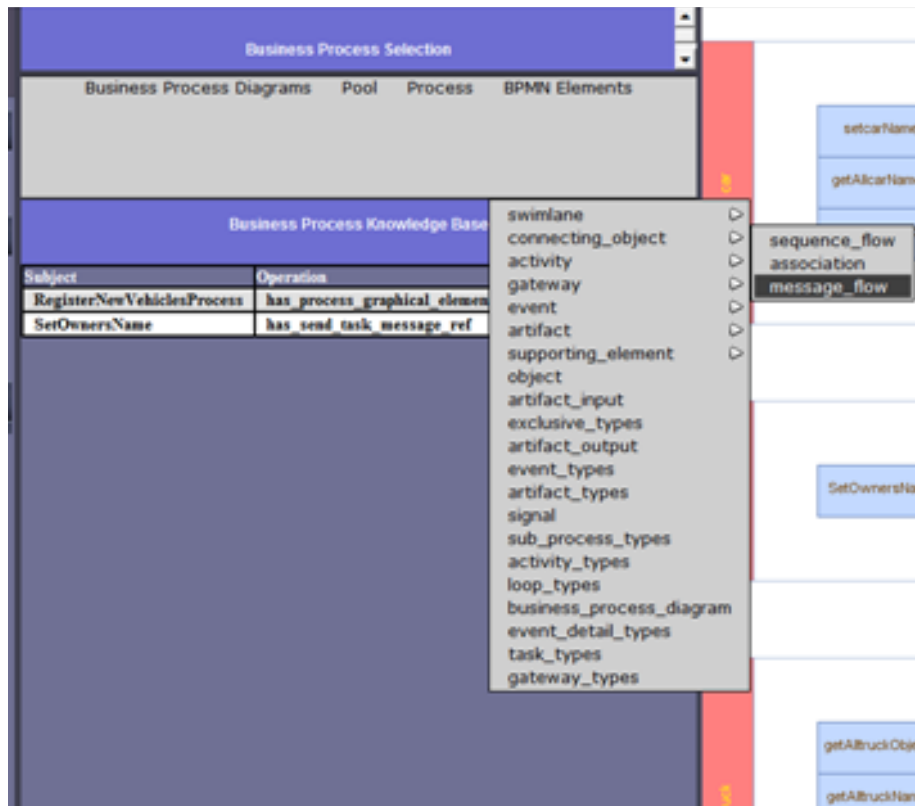 Business Process Selection
Business Process Diagrams Pool Process BPMN Elements
Business Process Knowledge Base
Subject Operation
RegisterNewVehiclesProcess has_process_graphical_elemen
SetOwnersName has_send_task_message_ref
swimlane
connecting_object
activity
gateway
event
artifact
supporting_element
object
artifact_input
exclusive_types
artifact_output
event_types
artifact_types
signal
sub_process_types
activity_types
loop_types
business_process_diagram
event_detail_types
task_types
gateway_types
sequence_flow
association
message_flow
car
setcarName
getAllcarName
SetOwnersNa
getAlltruckObje
getAlltruckNam
uck